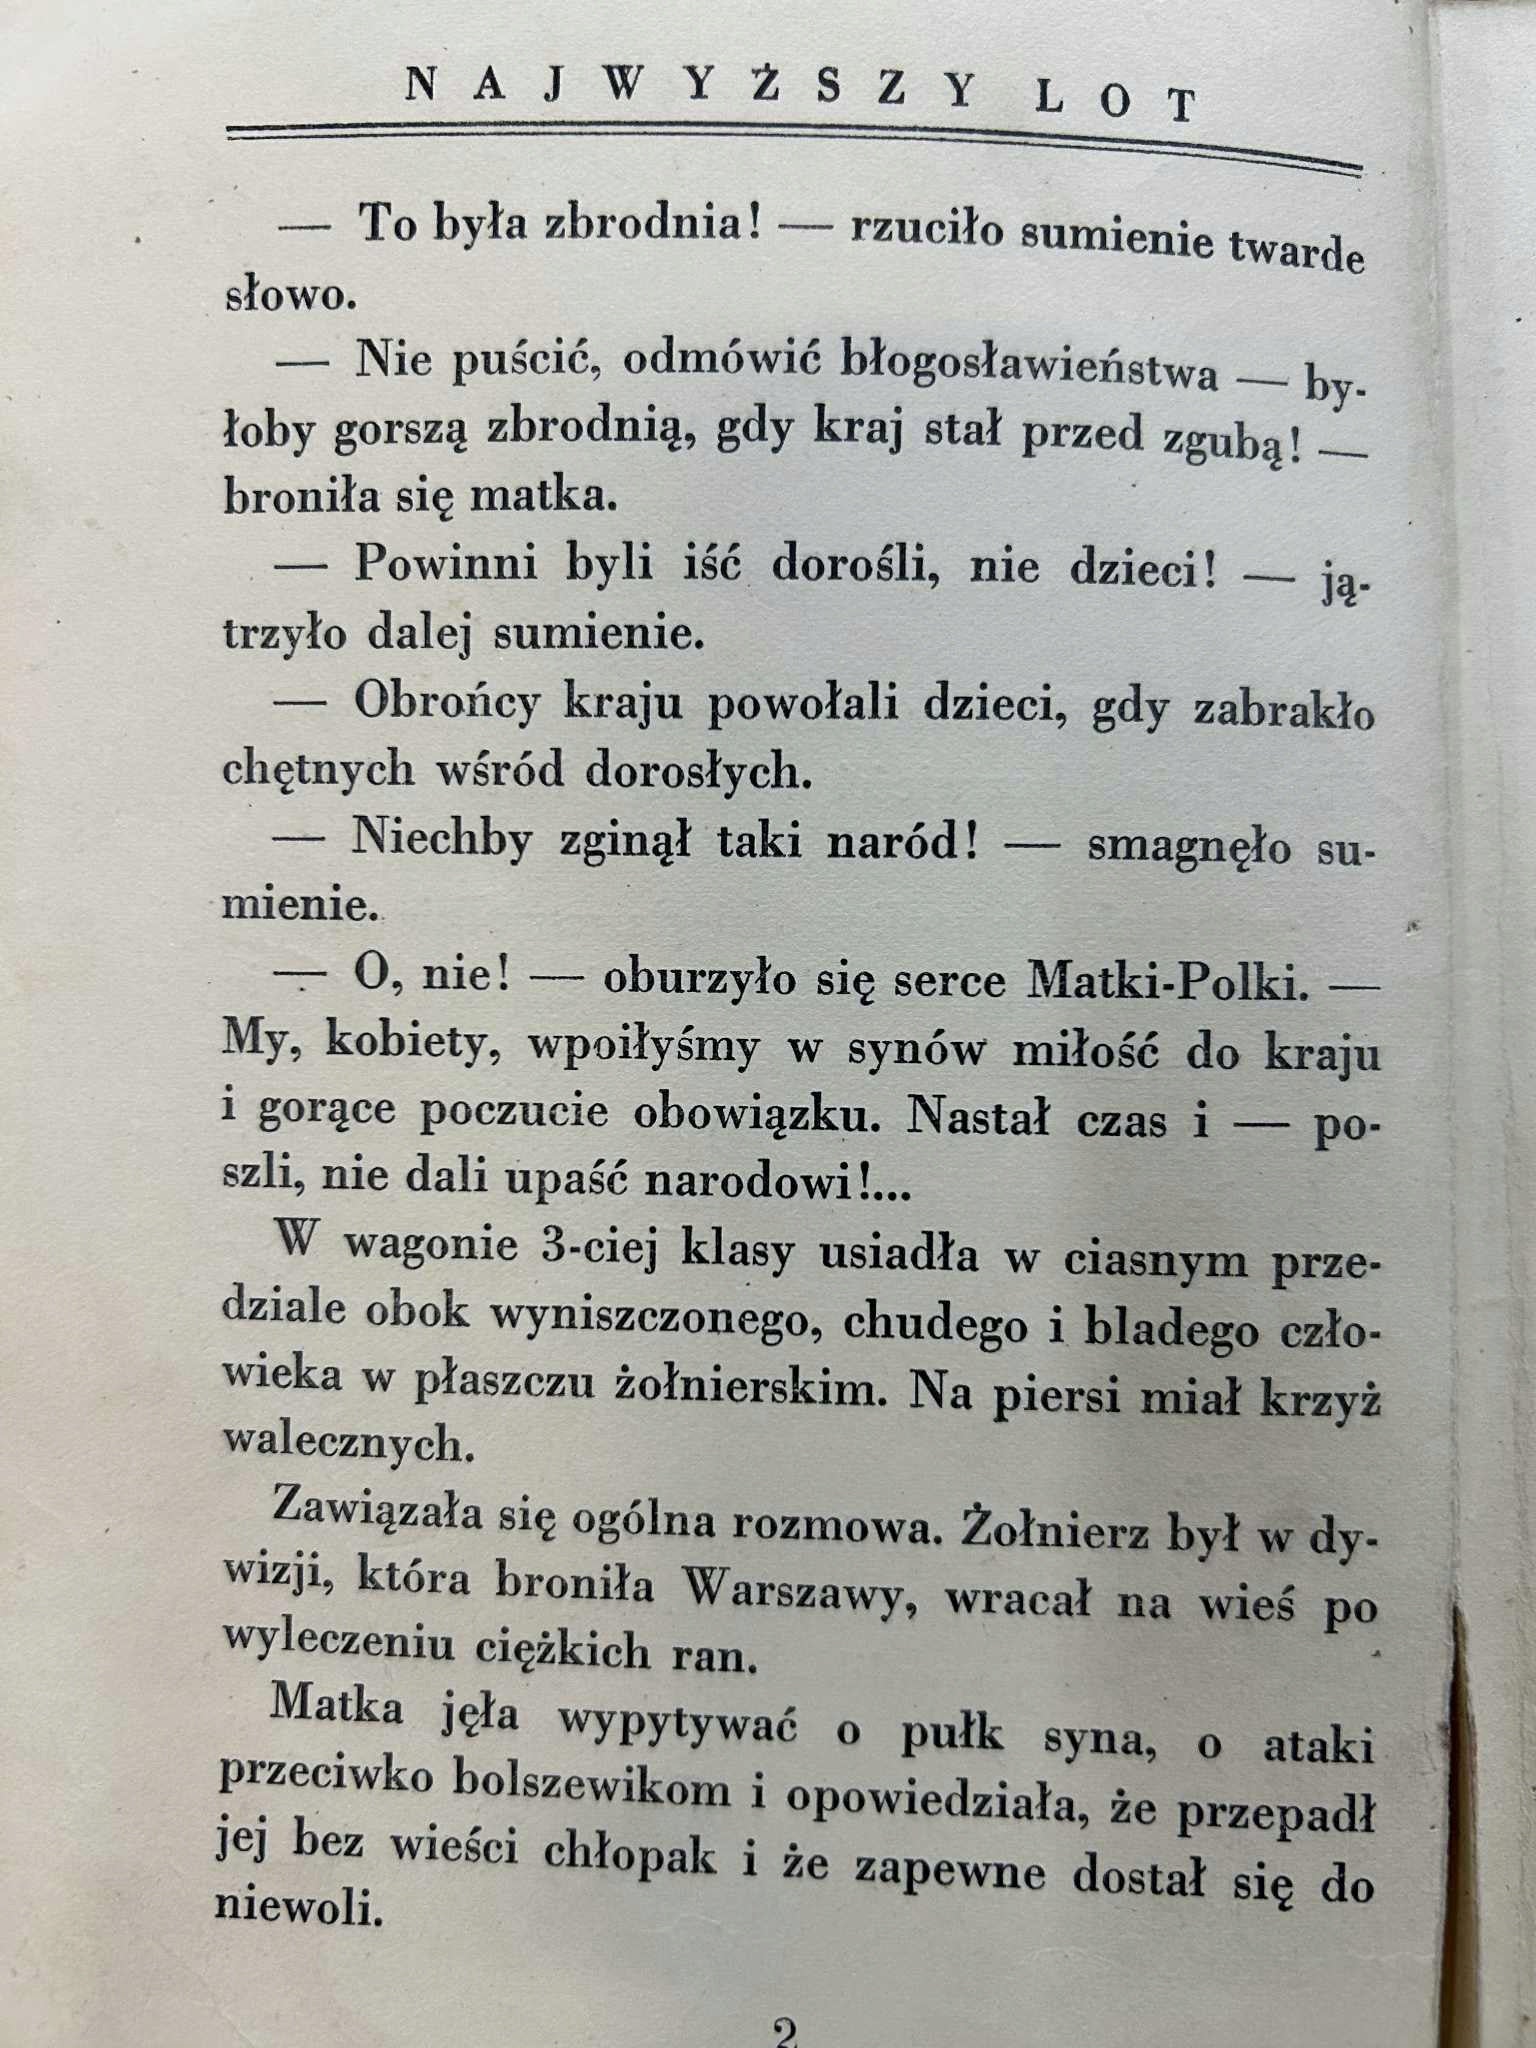 NAJWYŻSZY LOT
— To była zbrodnia! — rzuciło sumienie twarde
słowo.
— Nie puścić, odmówić błogosławieństwa — by-
łoby gorszą zbrodnią, gdy kraj stał przed zgubą! —
broniła się matka.
— Powinni byli iść dorośli, nie dzieci! — ją-
trzyło dalej sumienie.
— Obrońcy kraju powołali dzieci, gdy zabrakło
chętnych wśród dorosłych.
— Niechby zginął taki naród! — smagnęło su-
mienie.
— O, nie! — oburzyło się serce Matki-Polki. —
My, kobiety, wpoiłyśmy w synów miłość do kraju
i gorące poczucie obowiązku. Nastał czas i — po-
szli, nie dali upaść narodowi!...
W wagonie 3-ciej klasy usiadła w ciasnym prze-
dziale obok wyniszczonego, chudego i bladego czło-
wieka w płaszczu żołnierskim. Na piersi miał krzyż
walecznych.
Zawiązała się ogólna rozmowa. Żołnierz był w dy-
wizji, która broniła Warszawy, wracał na wieś po
wyleczeniu ciężkich ran.
Matka jęła wypytywać o pułk syna, o ataki
przeciwko bolszewikom i opowiedziała, że przepadł
jej bez wieści chłopak i że zapewne dostał się do
niewoli.
2